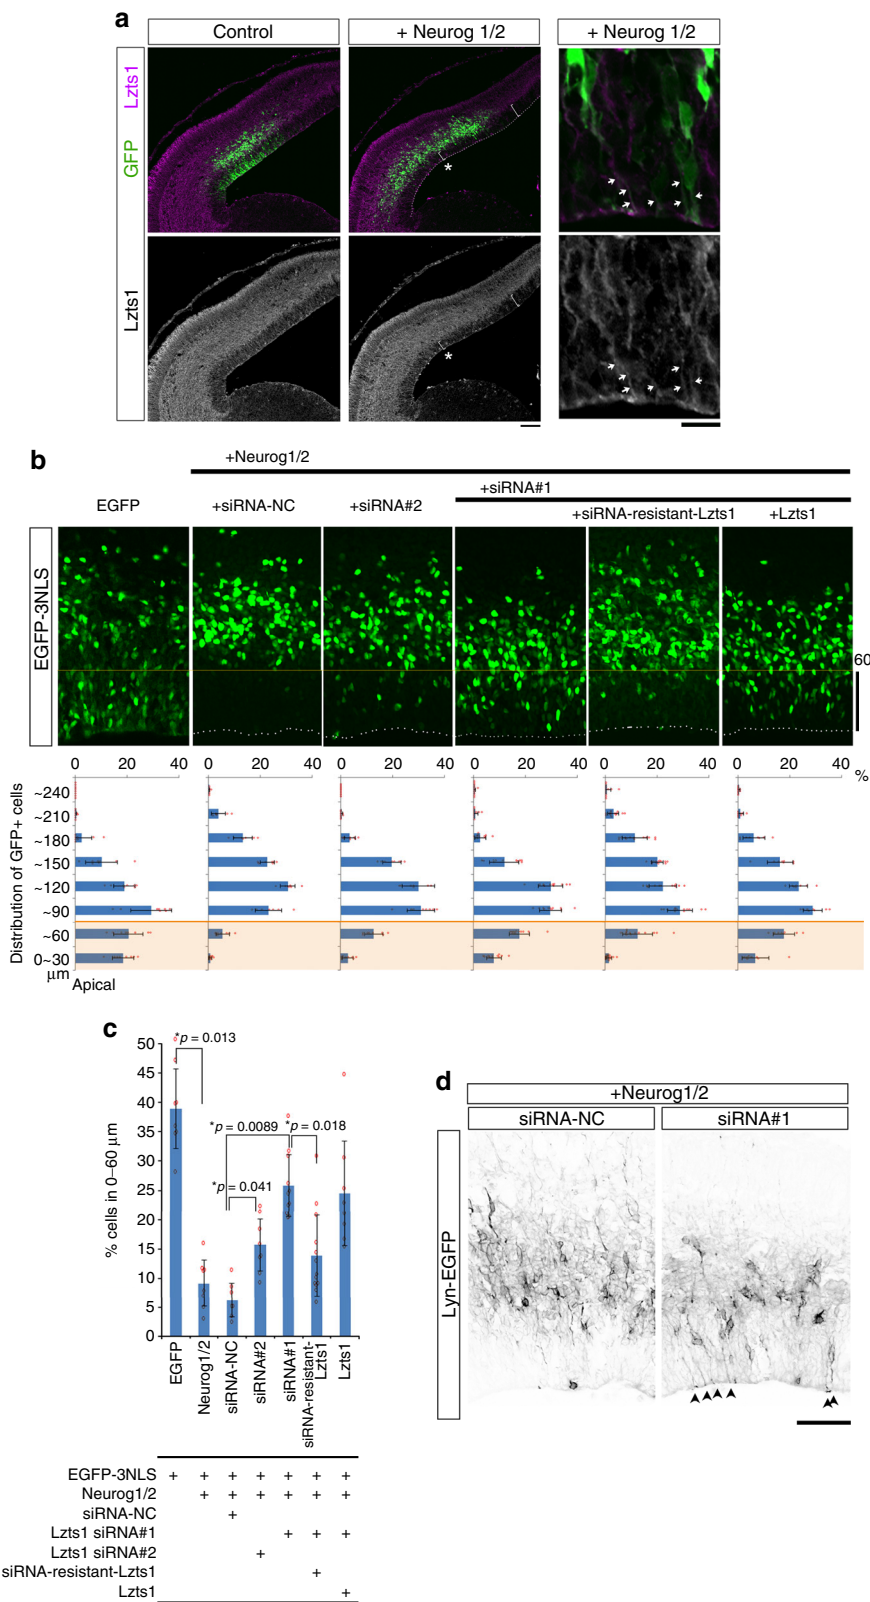 a
Control
+ Neurog 1/2
+ Neurog 1/2
GFP Lzts1
*
Lzts1
*
b
+Neurog1/2
+siRNA#1
EGFP
+siRNA-NC
+siRNA#2
+siRNA-resistant-Lzts1
+Lzts1
EGFP-3NLS
60
0 20 40 0 20 40 0 20 40 0 20 40 0 20 40 0 20 40
%
Distribution of GFP+ cells
~240
~210
~180
~150
~120
~90
~60
0~30
μm
Apical
c
% cells in 0–60 μm
50
45
40
35
30
25
20
15
10
5
0
*p = 0.013
*p = 0.0089
*p = 0.018
*p = 0.041
EGFP
Neurog1/2
siRNA-NC
siRNA#2
siRNA#1
siRNA-resistant-
Lzts1
Lzts1
EGFP-3NLS + + + + + + +
Neurog1/2 + + + + + +
siRNA-NC +
Lzts1 siRNA#1 + + +
Lzts1 siRNA#2 +
siRNA-resistant-Lzts1 +
Lzts1 +
d
+Neurog1/2
siRNA-NC
siRNA#1
Lyn-EGFP